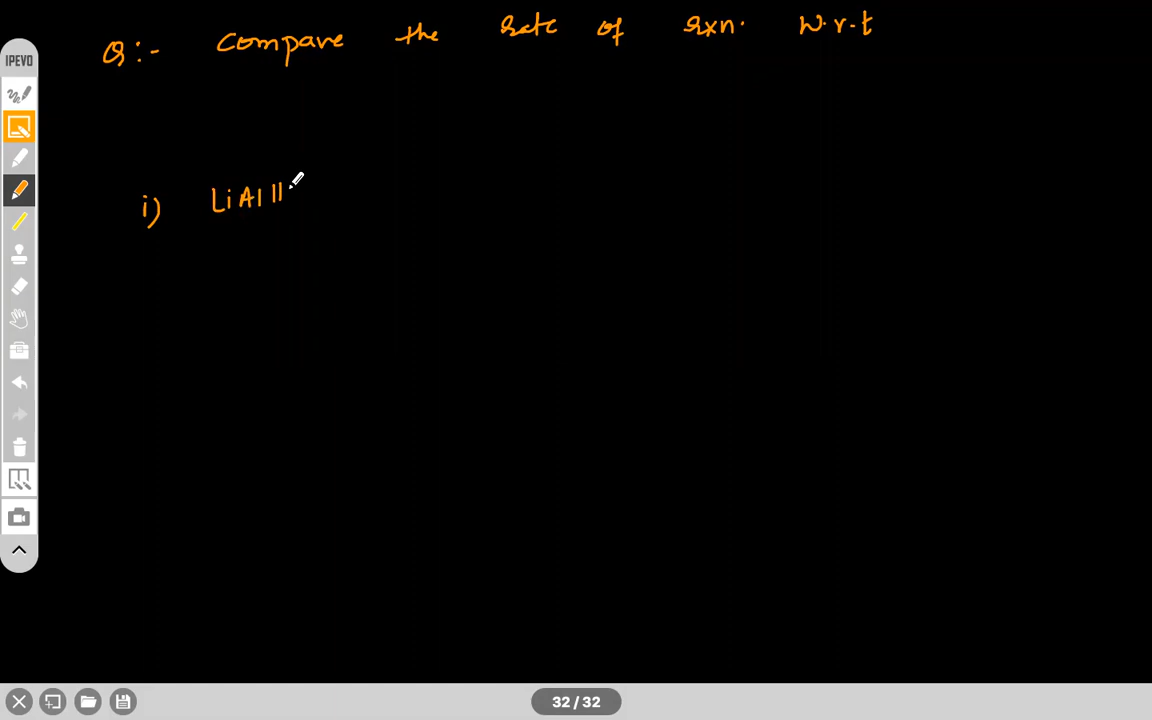 Q:- Compare the rate of rxn. w.r.t
IPEVO
i) LiAlH
32 / 32